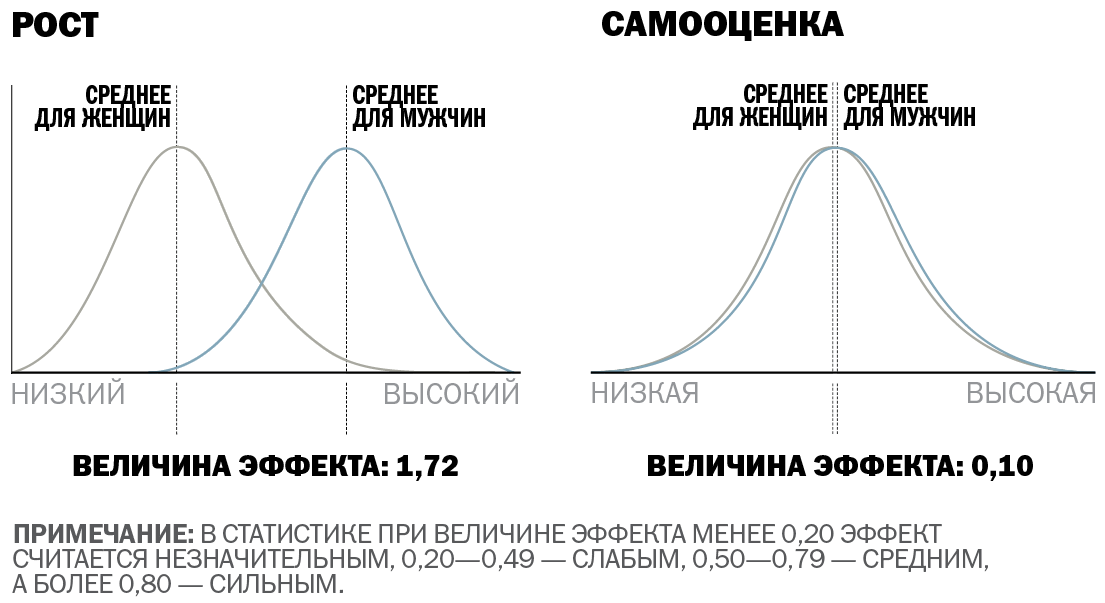 РОСТ
СРЕДНЕЕ
ДЛЯ ЖЕНЩИН
СРЕДНЕЕ
ДЛЯ МУЖЧИН
НИЗКИЙ
ВЫСОКИЙ
ВЕЛИЧИНА ЭФФЕКТА: 1,72
САМООЦЕНКА
СРЕДНЕЕ
ДЛЯ ЖЕНЩИН
СРЕДНЕЕ
ДЛЯ МУЖЧИН
НИЗКАЯ
ВЫСОКАЯ
ВЕЛИЧИНА ЭФФЕКТА: 0,10
ПРИМЕЧАНИЕ: В СТАТИСТИКЕ ПРИ ВЕЛИЧИНЕ ЭФФЕКТА МЕНЕЕ 0,20 ЭФФЕКТ
СЧИТАЕТСЯ НЕЗНАЧИТЕЛЬНЫМ, 0,20—0,49 — СЛАБЫМ, 0,50—0,79 — СРЕДНИМ,
А БОЛЕЕ 0,80 — СИЛЬНЫМ.